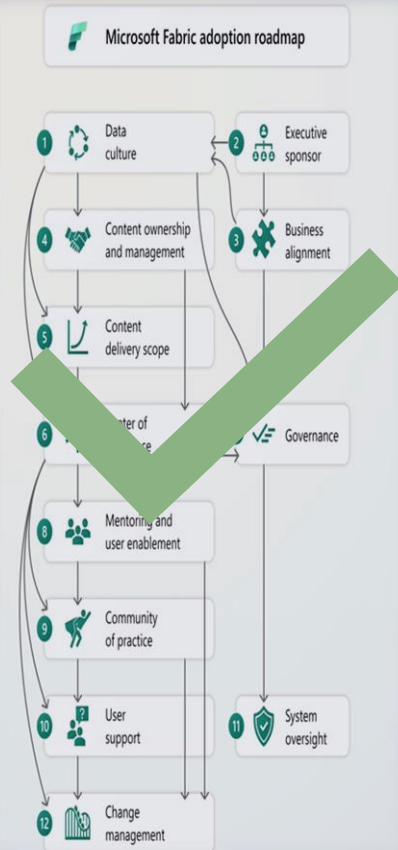 Microsoft Fabric adoption roadmap
1
Data
culture
2
Executive
sponsor
4
Content ownership
and management
3
Business
alignment
5
Content
delivery scope
6
of
Governance
8
Mentoring and
user enablement
9
Community
of practice
10
User
support
?
11
System
oversight
12
Change
management